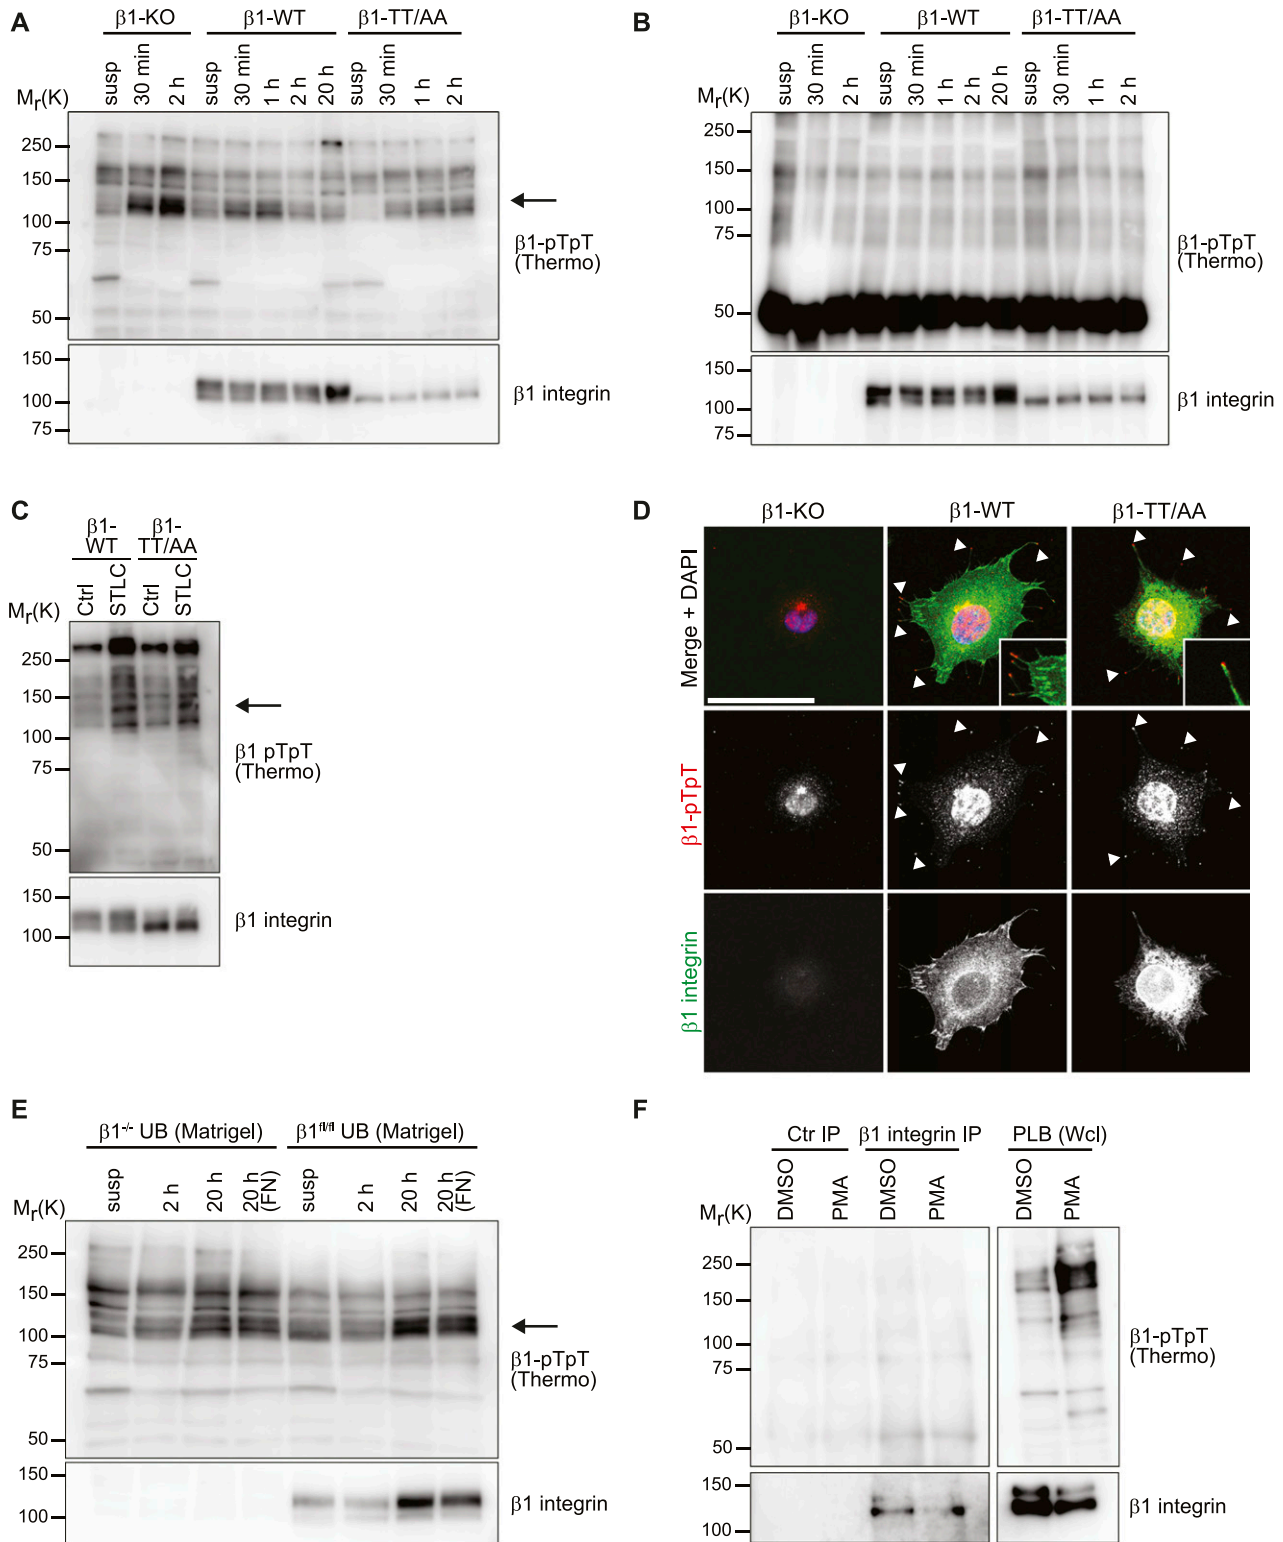 A
β1-KO β1-WT β1-TT/AA
Mr(K) susp 30 min 2 h susp 30 min 1 h 2 h 20 h susp 30 min 1 h 2 h
250
150
100
75
50
β1-pTpT
(Thermo)
150
100
75
β1 integrin
B
β1-KO β1-WT β1-TT/AA
Mr(K) susp 30 min 2 h susp 30 min 1 h 2 h 20 h susp 30 min 1 h 2 h
250
150
100
75
50
β1-pTpT
(Thermo)
150
100
75
β1 integrin
C
β1-WT β1-TT/AA
Mr(K) Ctrl STLC Ctrl STLC
250
150
100
75
50
β1 pTpT
(Thermo)
150
100
β1 integrin
D
β1-KO β1-WT β1-TT/AA
Merge + DAPI
β1-pTpT
β1 integrin
E
β1-/- UB (Matrigel) β1fl/fl UB (Matrigel)
Mr(K) susp 2 h 20 h 20 h (FN) susp 2 h 20 h 20 h (FN)
250
150
100
75
50
β1-pTpT
(Thermo)
150
100
β1 integrin
F
Ctr IP β1 integrin IP PLB (Wcl)
Mr(K) DMSO PMA DMSO PMA DMSO PMA
250
150
100
75
50
β1-pTpT
(Thermo)
150
100
β1 integrin